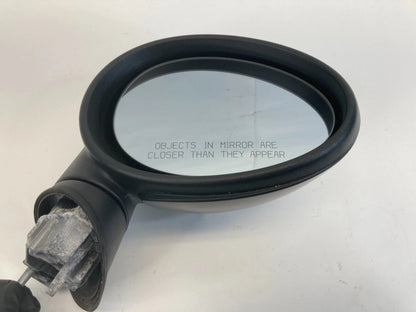 OBJECTS IN MIRROR ARE
CLOSER THAN THEY APPEAR